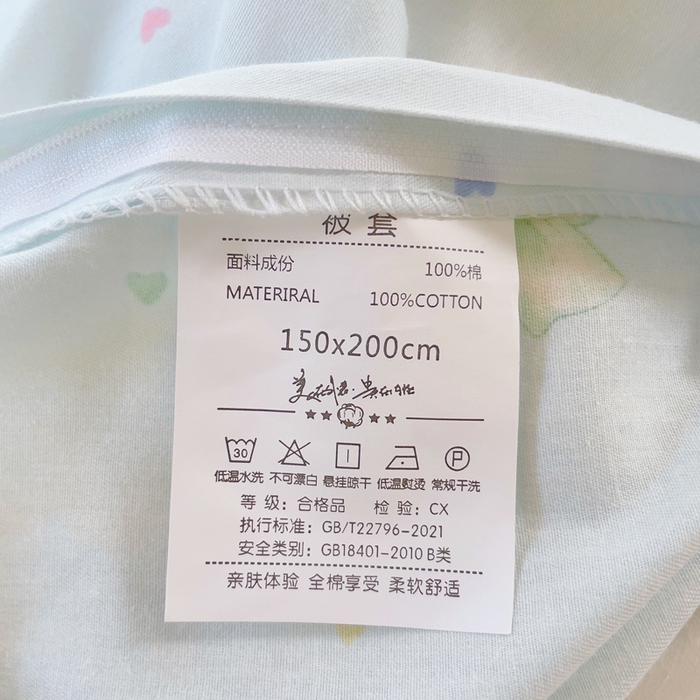 被套
面料成份 100%棉
MATERIRAL 100%COTTON
150x200cm
30
低温水洗 不可漂白 悬挂晾干 低温熨烫 常规干洗
等 级：合格品 检 验：CX
执行标准：GB/T22796-2021
安全类别：GB18401-2010 B类
亲肤体验 全棉享受 柔软舒适